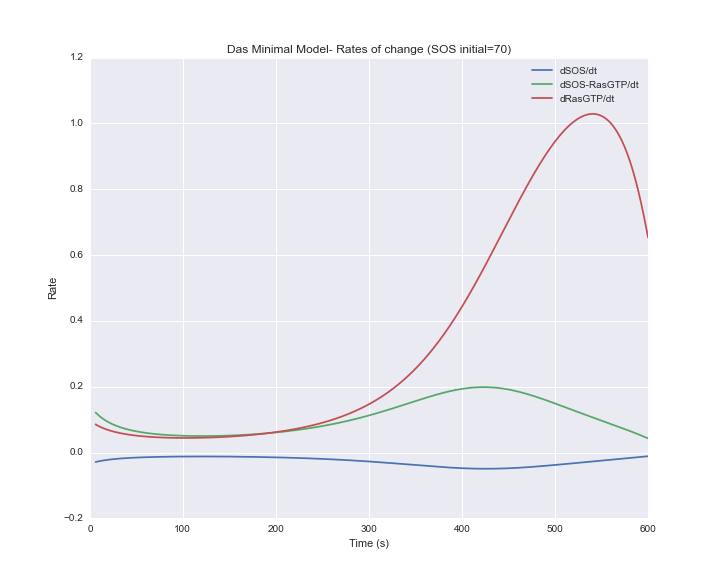 Das Minimal Model- Rates of change (SOS initial=70)
1.2
dSOS/dt
dSOS-RasGTP/dt
dRasGTP/dt
1.0
0.8
0.6
Rate
0.4
0.2
0.0
−0.2
0 100 200 300 400 500 600
Time (s)